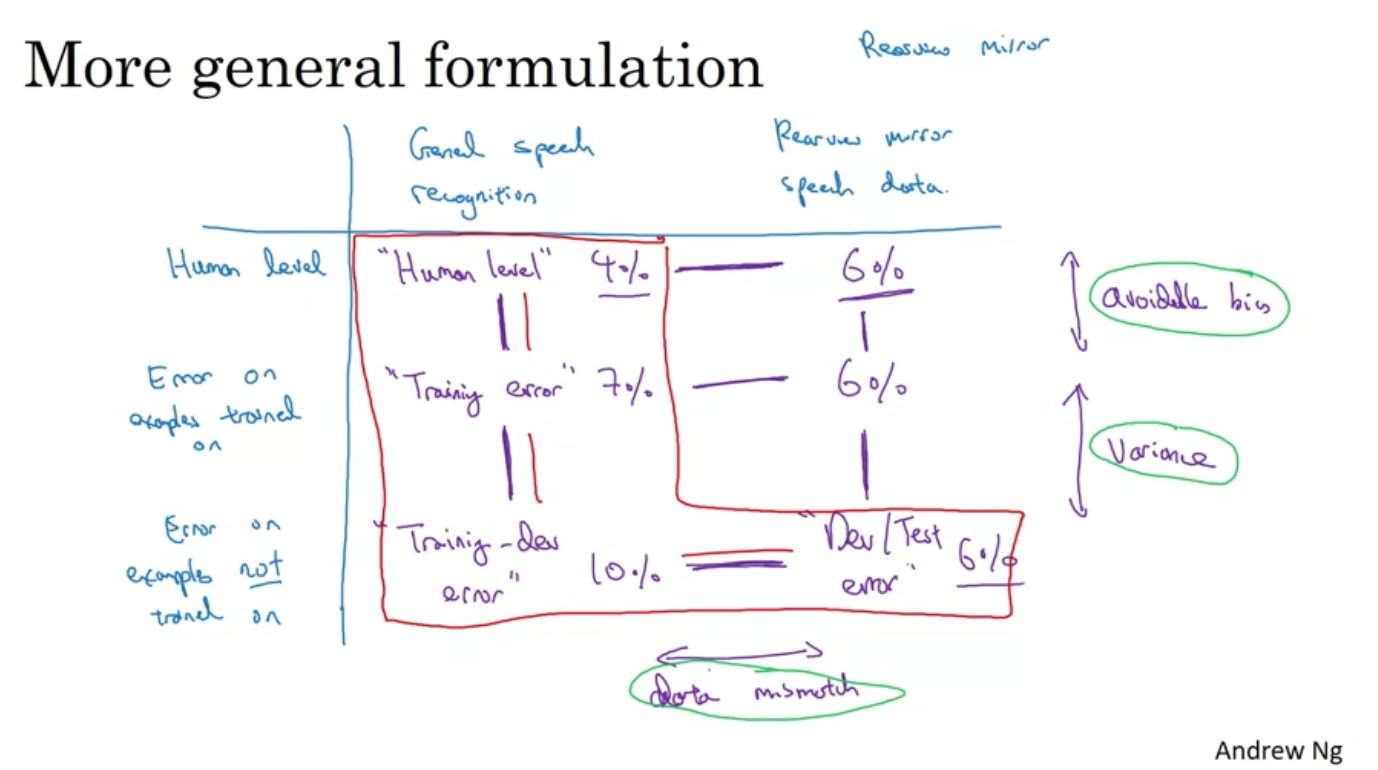 More general formulation
Rearview mirror
General speech
recognition
Rearview mirror
speech data.
Human level
"Human level" 4%
6%
avoidable bias
Error on
examples trained
on
"Training error" 7%
6%
Variance
Error on
examples not
trained on
"Training-dev
error" 10%
"Dev/Test
error" 6%
data mismatch
Andrew Ng